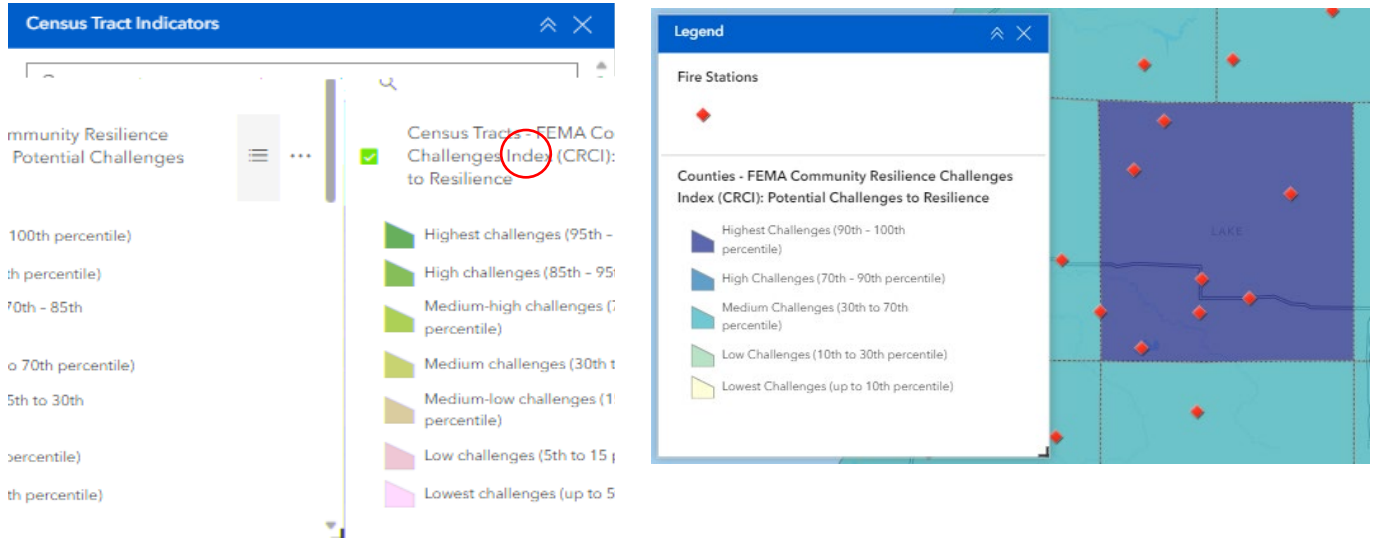 Census Tract Indicators
mmunity Resilience
Potential Challenges
100th percentile)
th percentile)
70th - 85th
o 70th percentile)
5th to 30th
percentile)
th percentile)
Census Tracts - FEMA Co
Challenges Index (CRCI):
to Resilience
Highest challenges (95th -
High challenges (85th - 95
Medium-high challenges (7
percentile)
Medium challenges (30th t
Medium-low challenges (1
percentile)
Low challenges (5th to 15 p
Lowest challenges (up to 5
Legend
Fire Stations
Counties - FEMA Community Resilience Challenges
Index (CRCI): Potential Challenges to Resilience
Highest Challenges (90th - 100th
percentile)
High Challenges (70th - 90th percentile)
Medium Challenges (30th to 70th
percentile)
Low Challenges (10th to 30th percentile)
Lowest Challenges (up to 10th percentile)
LAKE